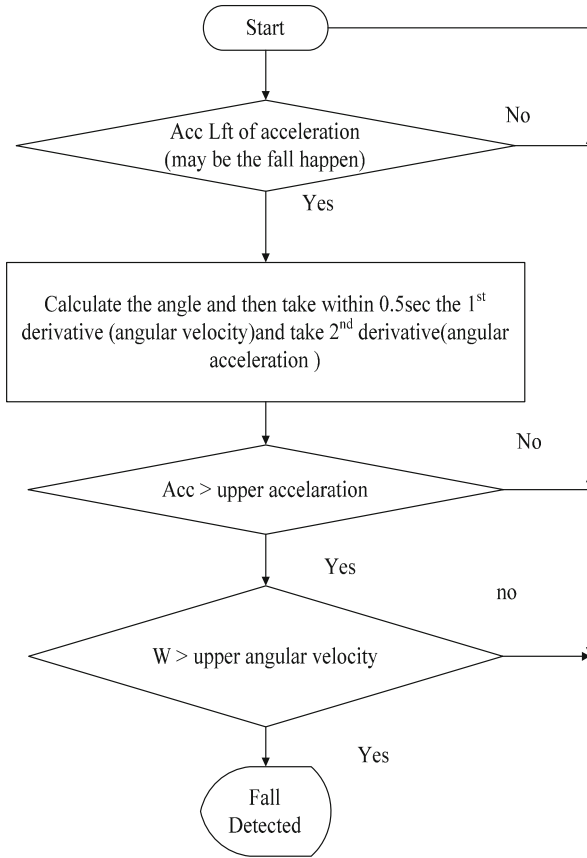 Start
No
Acc Lft of acceleration
(may be the fall happen)
Yes
Calculate the angle and then take within 0.5sec the 1st
derivative (angular velocity)and take 2nd derivative(angular
acceleration )
No
Acc > upper accelaration
Yes
no
W > upper angular velocity
Yes
Fall
Detected